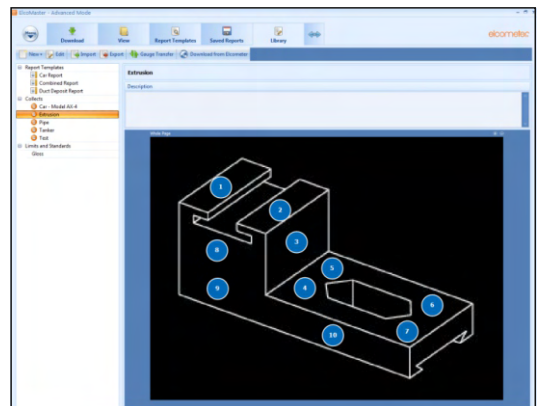 ElcoMaster - Advanced Mode
Download
View
Report Templates
Saved Reports
Library
elcometer
New
Edit
Import
Export
Gauge Transfer
Download from Elcometer
Report Templates
Car Report
Combined Report
Duct Deposit Report
Collects
Car - Model AX-4
Extrusion
Pipe
Tanker
Test
Limits and Standards
Gloss
Extrusion
Description
Whole Page
1
2
3
8
5
4
9
6
7
10